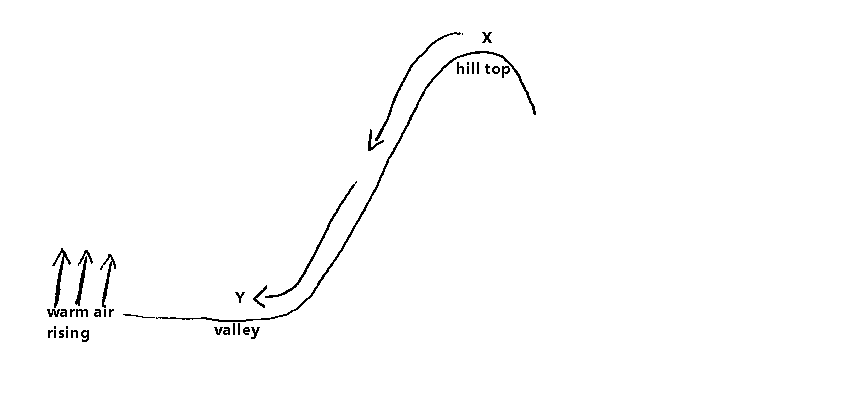 X
hill top
Y
warm air
rising
valley